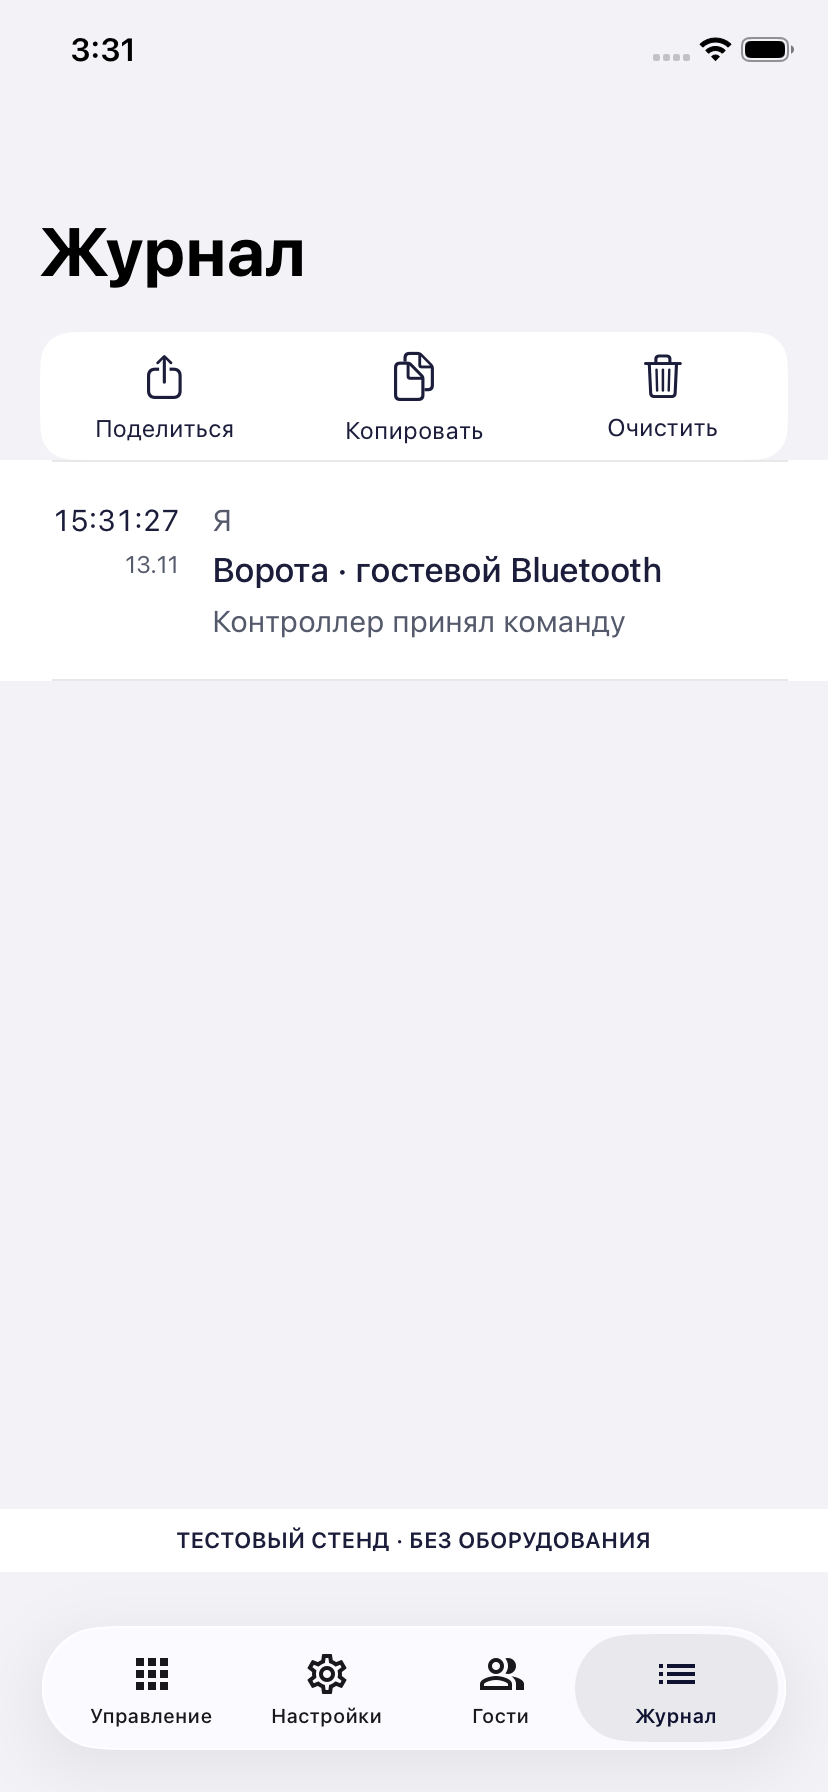 3:31
Журнал
Поделиться
Копировать
Очистить
15:31:27
Я
13.11
Ворота · гостевой Bluetooth
Контроллер принял команду
ТЕСТОВЫЙ СТЕНД · БЕЗ ОБОРУДОВАНИЯ
Управление
Настройки
Гости
Журнал